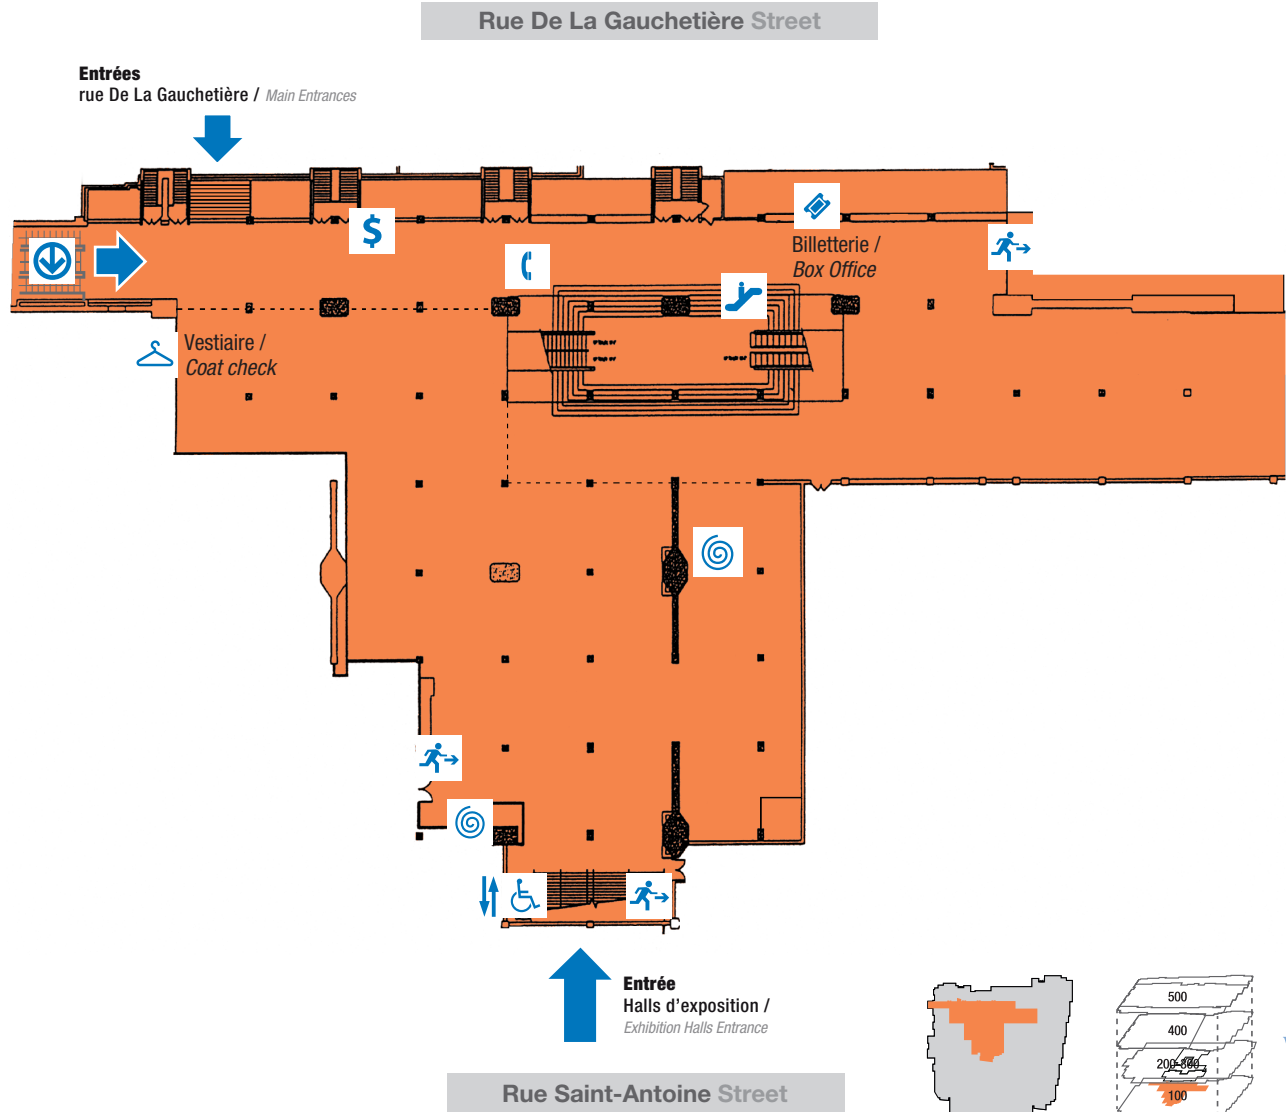 Rue De La Gauchetière Street
Entrées
rue De La Gauchetière / Main Entrances
$
Billetterie /
Box Office
Vestiaire /
Coat check
Entrée
Halls d'exposition /
Exhibition Halls Entrance
500
400
200-300
100
Rue Saint-Antoine Street